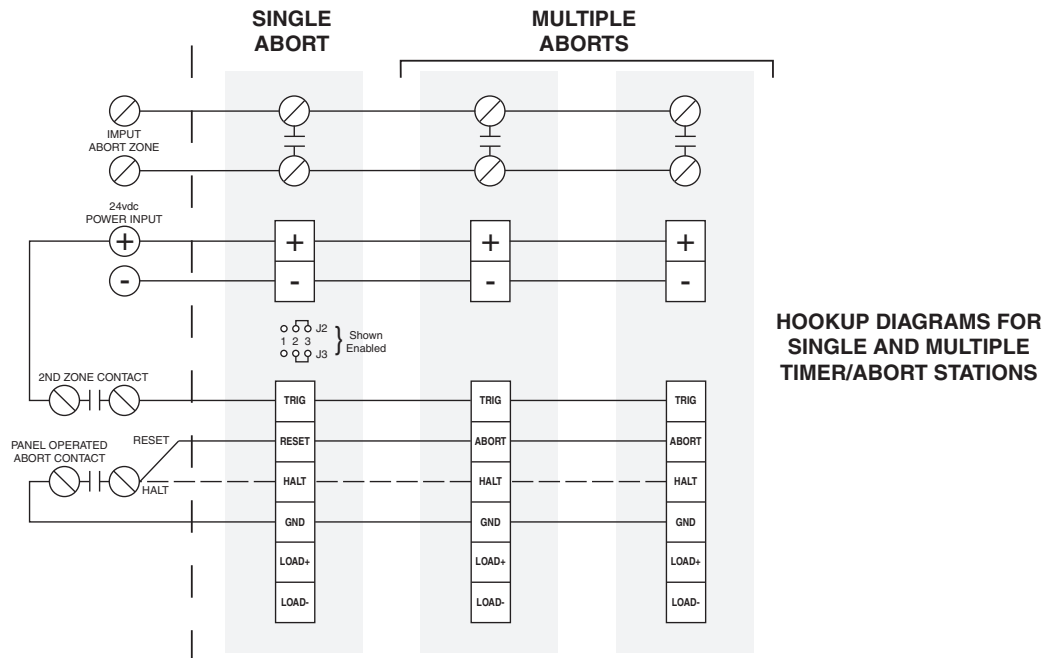 SINGLE
ABORT
MULTIPLE
ABORTS
IMPUT
ABORT ZONE
24vdc
POWER INPUT
+
+
+
+
-
-
-
-
J2
1 2 3
J3
} Shown
Enabled
HOOKUP DIAGRAMS FOR
SINGLE AND MULTIPLE
TIMER/ABORT STATIONS
2ND ZONE CONTACT
TRIG
TRIG
TRIG
PANEL OPERATED
ABORT CONTACT
RESET
HALT
RESET
ABORT
ABORT
HALT
HALT
HALT
GND
GND
GND
LOAD+
LOAD+
LOAD+
LOAD-
LOAD-
LOAD-